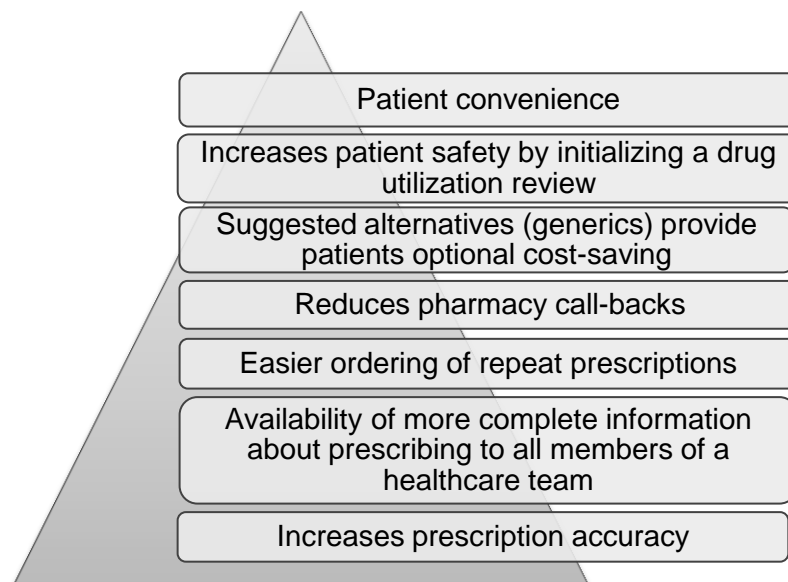 Patient convenience
Increases patient safety by initializing a drug
utilization review
Suggested alternatives (generics) provide
patients optional cost-saving
Reduces pharmacy call-backs
Easier ordering of repeat prescriptions
Availability of more complete information
about prescribing to all members of a
healthcare team
Increases prescription accuracy